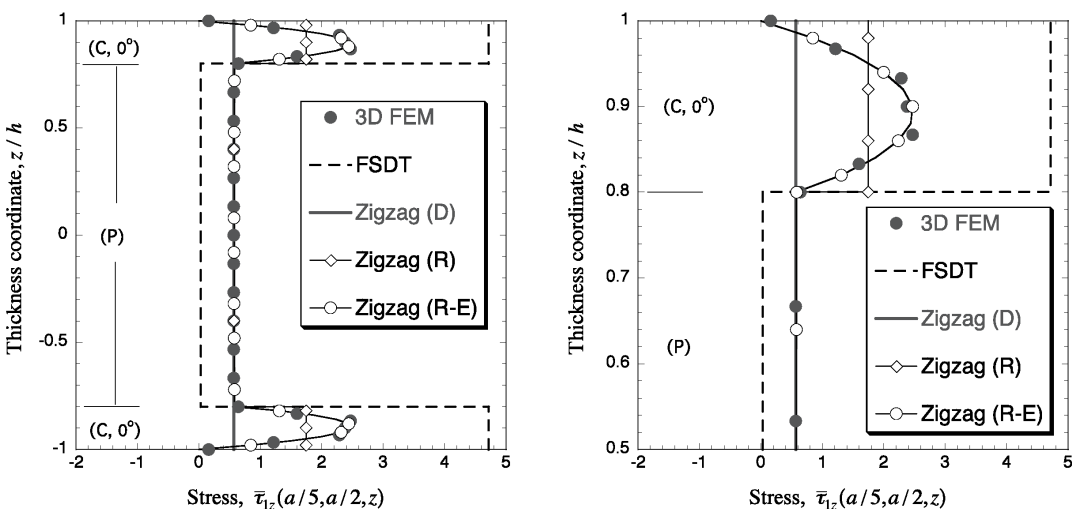 Thickness coordinate, z / h
1
0.5
0
-0.5
-1
(C, 0°)
(P)
(C, 0°)
3D FEM
FSDT
Zigzag (D)
Zigzag (R)
Zigzag (R-E)
-2 -1 0 1 2 3 4 5
Stress, τ̅₁z(a/5,a/2,z)
Thickness coordinate, z / h
1
0.9
0.8
0.7
0.6
0.5
(C, 0°)
(P)
3D FEM
FSDT
Zigzag (D)
Zigzag (R)
Zigzag (R-E)
-2 -1 0 1 2 3 4 5
Stress, τ̅₁z(a/5,a/2,z)